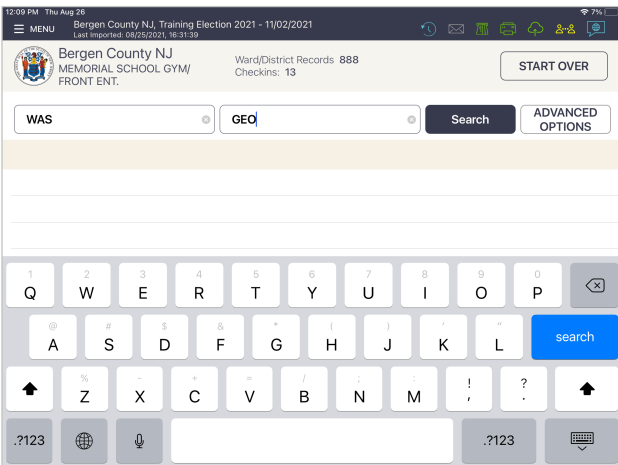 12:09 PM Thu Aug 26
7%
MENU
Bergen County NJ, Training Election 2021 - 11/02/2021
Last Imported: 08/25/2021, 16:31:39
Bergen County NJ
MEMORIAL SCHOOL GYM/
FRONT ENT.
Ward/District Records 888
Checkins: 13
START OVER
WAS
GEO
Search
ADVANCED
OPTIONS
1 2 3 4 5 6 7 8 9 0
Q W E R T Y U I O P
@ # $ & * ( ) ' "
A S D F G H J K L search
% - + = / ; : ! ?
Z X C V B N M , .
.?123 .?123